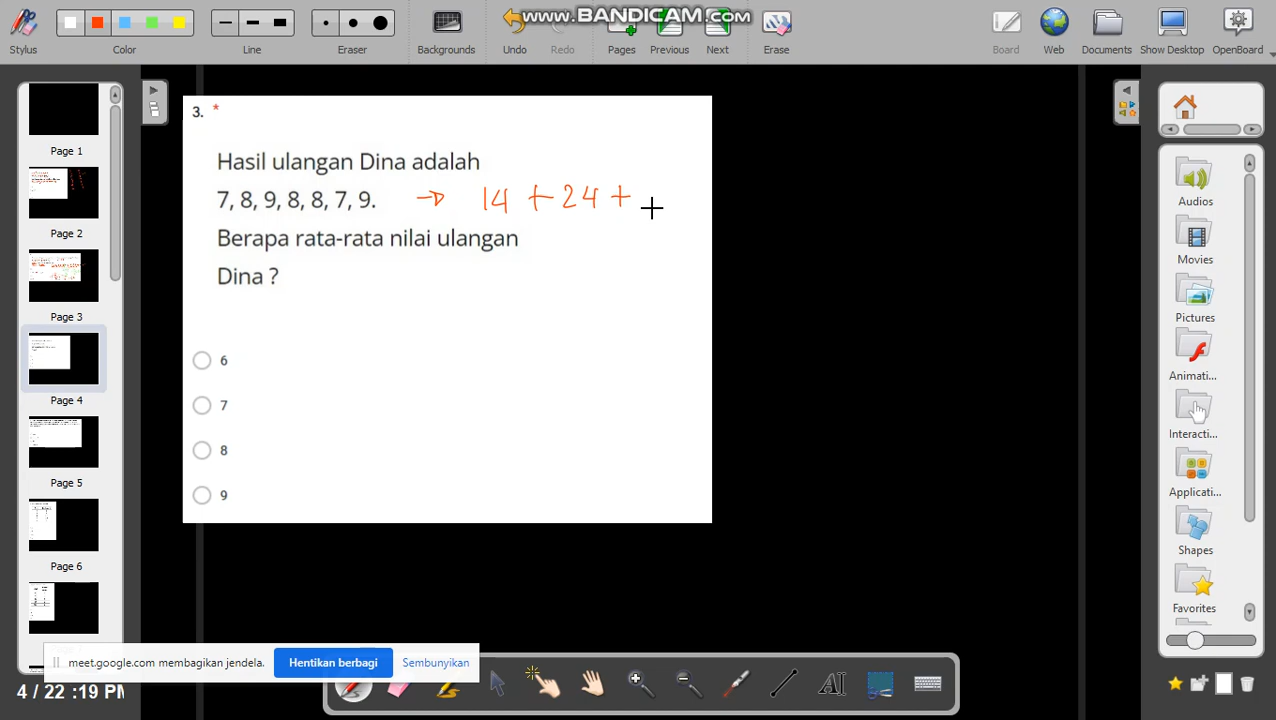 www.BANDICAM.com
Stylus Color Line Eraser Backgrounds Undo Redo Pages Previous Next Erase Board Web Documents Show Desktop OpenBoard
Page 1
Page 2
Page 3
Page 4
Page 5
Page 6
3. *
Hasil ulangan Dina adalah
7, 8, 9, 8, 8, 7, 9. → 14 + 24 +
Berapa rata-rata nilai ulangan
Dina ?
6
7
8
9
Audios
Movies
Pictures
Animati...
Interacti...
Applicati...
Shapes
Favorites
meet.google.com membagikan jendela. Hentikan berbagi Sembunyikan
4 / 22 :19 PM